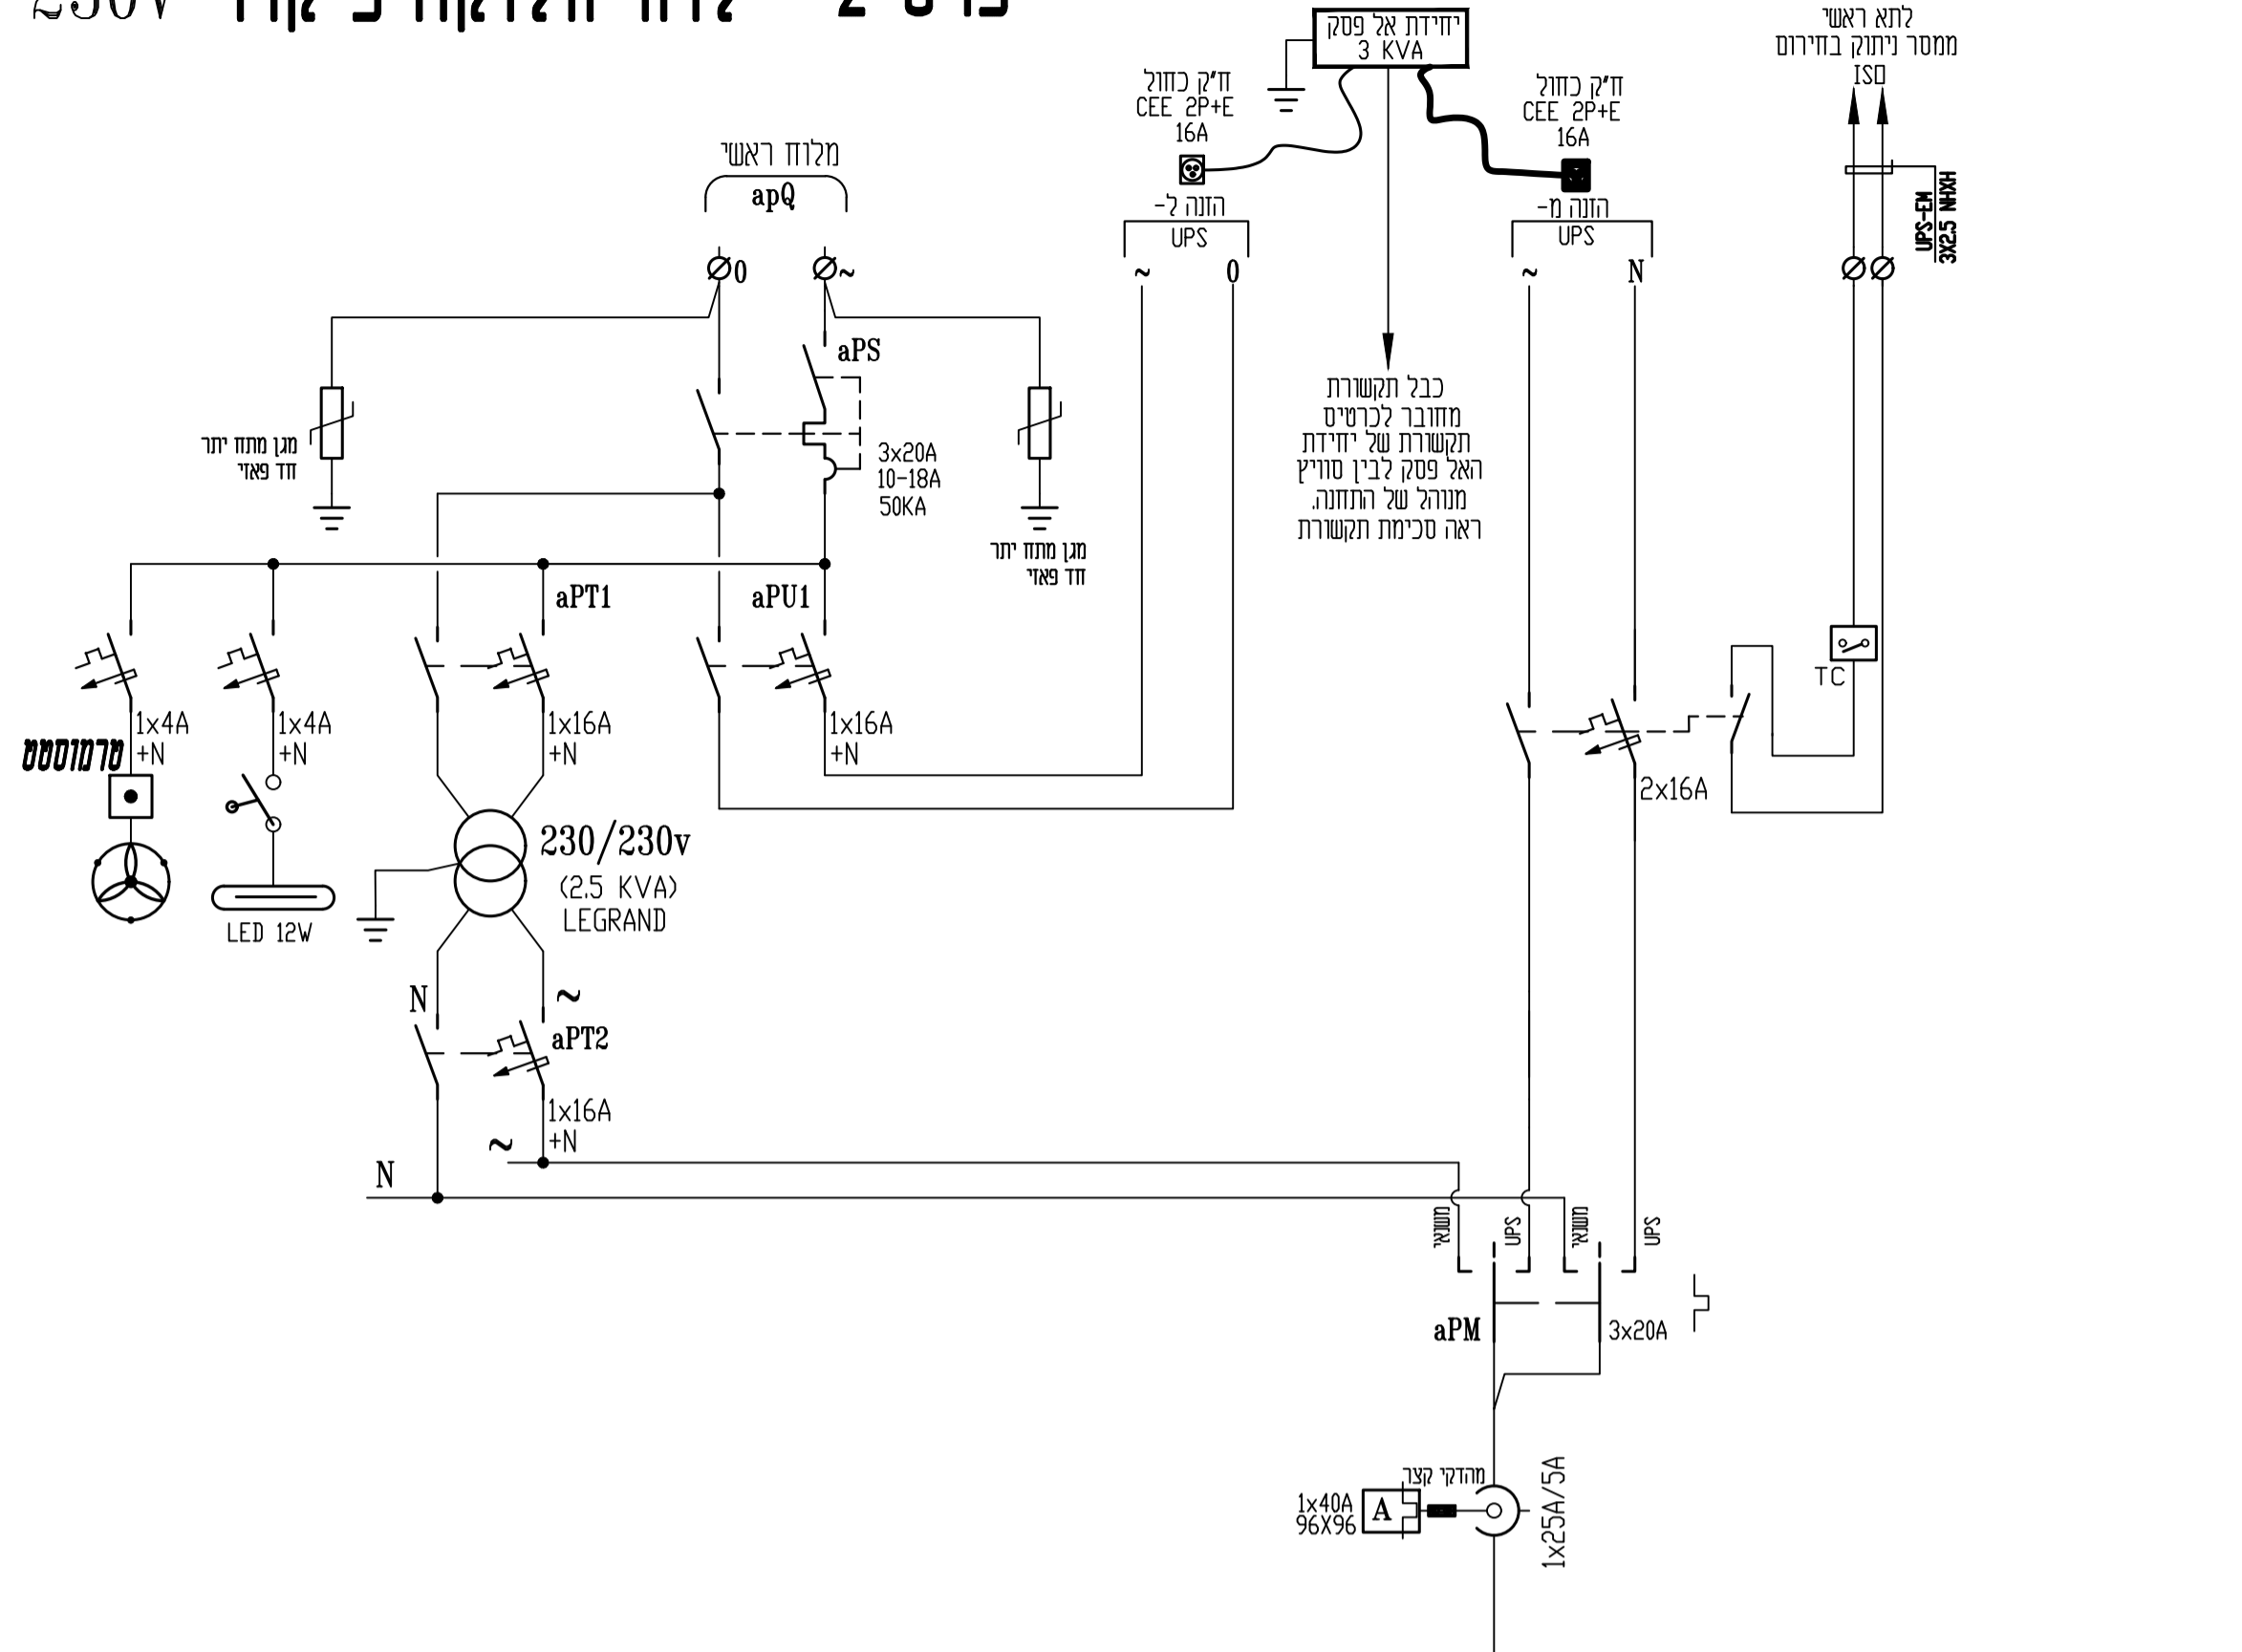 230V
יחידת אל פסק
3 KVA
לתא ראשי
ממסר ניתוק בחירום
ISO
ח"ק כחול
CEE 2P+E
16A
ח"ק כחול
CEE 2P+E
16A
מלוח ראשי
apQ
הזנה ל-
UPS
הזנה מ-
UPS
UPS-EM
3X2.5 NHXH
0
~
~
0
~
N
aPS
3x20A
10-18A
50KA
מגן מתח יתר
חד פאזי
מגן מתח יתר
חד פאזי
כבל תקשורת
מחובר לכרטיס
תקשורת של יחידת
האל פסק לבין סוויץ
מנוהל של התחנה.
ראה סכימת תקשורת
aPT1
aPU1
TC
1x4A
+N
1x4A
+N
1x16A
+N
1x16A
+N
2x16A
טרמוסטט
230/230v
(2.5 KVA)
LEGRAND
LED 12W
N
~
aPT2
1x16A
+N
~
N
משנאי
UPS
משנאי
UPS
aPM
3x20A
מהדקי קצר
1x40A
96X96
A
1x25A/5A